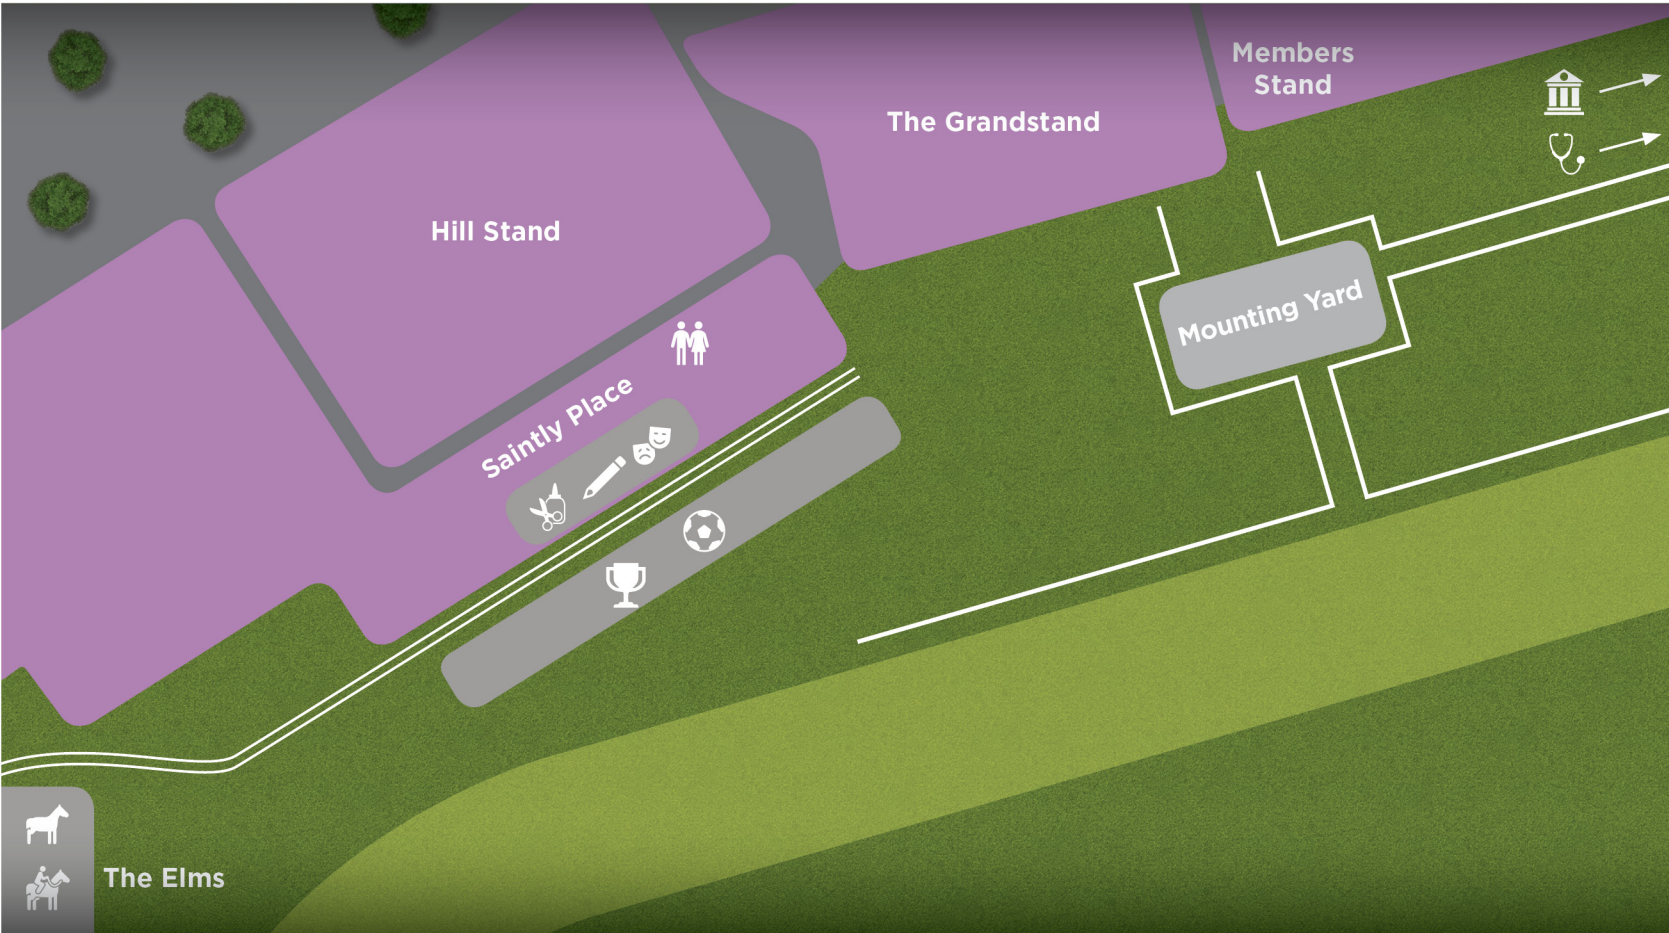 Members
Stand
The Grandstand
Hill Stand
Mounting Yard
Saintly Place
The Elms